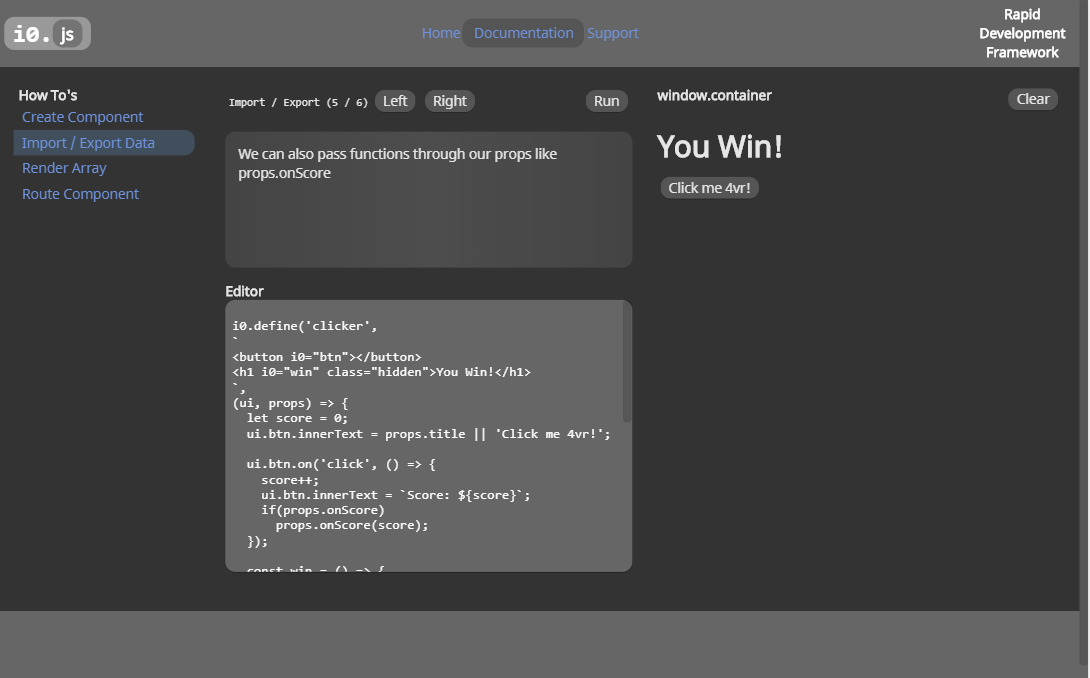 i0.js
Home Documentation Support
Rapid
Development
Framework
How To's
Create Component
Import / Export Data
Render Array
Route Component
Import / Export (5 / 6) Left Right Run
We can also pass functions through our props like
props.onScore
Editor
i0.define('clicker',
`
<button i0="btn"></button>
<h1 i0="win" class="hidden">You Win!</h1>
`,
(ui, props) => {
let score = 0;
ui.btn.innerText = props.title || 'Click me 4vr!';
ui.btn.on('click', () => {
score++;
ui.btn.innerText = `Score: ${score}`;
if(props.onScore)
props.onScore(score);
});
const win = () => {
window.container Clear
You Win!
Click me 4vr!